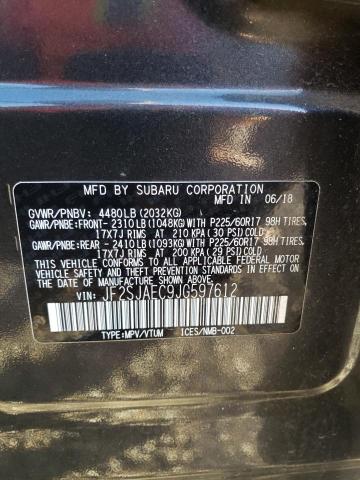 MFD BY SUBARU CORPORATION
MFD IN 06/18
GVWR/PNBV: 4480LB (2032KG)
GAWR/PNBE:FRONT-2310LB (1048KG) WITH P225/60R17 98H TIRES,
17X7J RIMS AT 210 KPA (30 PSI) COLD.
GAWR/PNBE:REAR -2410LB (1093KG) WITH P225/60R17 98H TIRES,
17X7J RIMS AT 200 KPA (29 PSI) COLD.
THIS VEHICLE CONFORMS TO ALL APPLICABLE
FEDERAL MOTOR VEHICLE SAFETY, BUMPER,
AND THEFT PREVENTION STANDARDS IN EFFECT
ON THE DATE OF MANUFACTURE SHOWN ABOVE.
VIN: JF2SJAEC9JG597612
TYPE:MPV/VTUM ICES/NMB-002